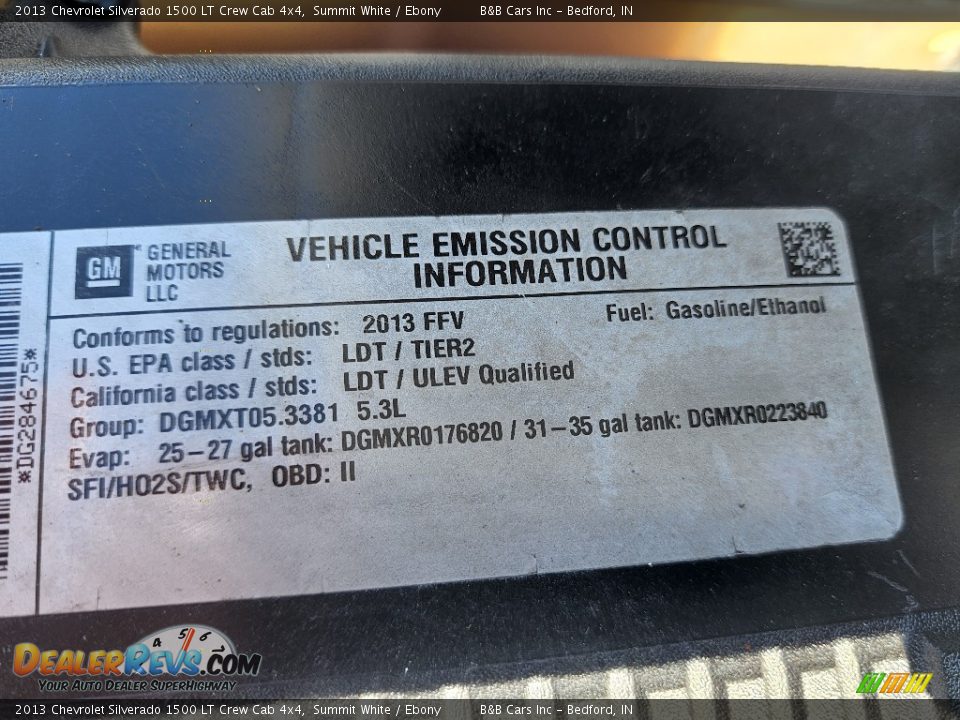 2013 Chevrolet Silverado 1500 LT Crew Cab 4x4, Summit White / Ebony B&B Cars Inc - Bedford, IN
GM GENERAL MOTORS LLC
VEHICLE EMISSION CONTROL
INFORMATION
Conforms to regulations: 2013 FFV Fuel: Gasoline/Ethanol
U.S. EPA class / stds: LDT / TIER2
California class / stds: LDT / ULEV Qualified
Group: DGMXT05.3381 5.3L
Evap: 25-27 gal tank: DGMXR0176820 / 31-35 gal tank: DGMXR0223840
SFI/HO2S/TWC, OBD: II
*DG284675*
4 5 6
DEALERREVS.COM
YOUR AUTO DEALER SUPERHIGHWAY
2013 Chevrolet Silverado 1500 LT Crew Cab 4x4, Summit White / Ebony B&B Cars Inc - Bedford, IN